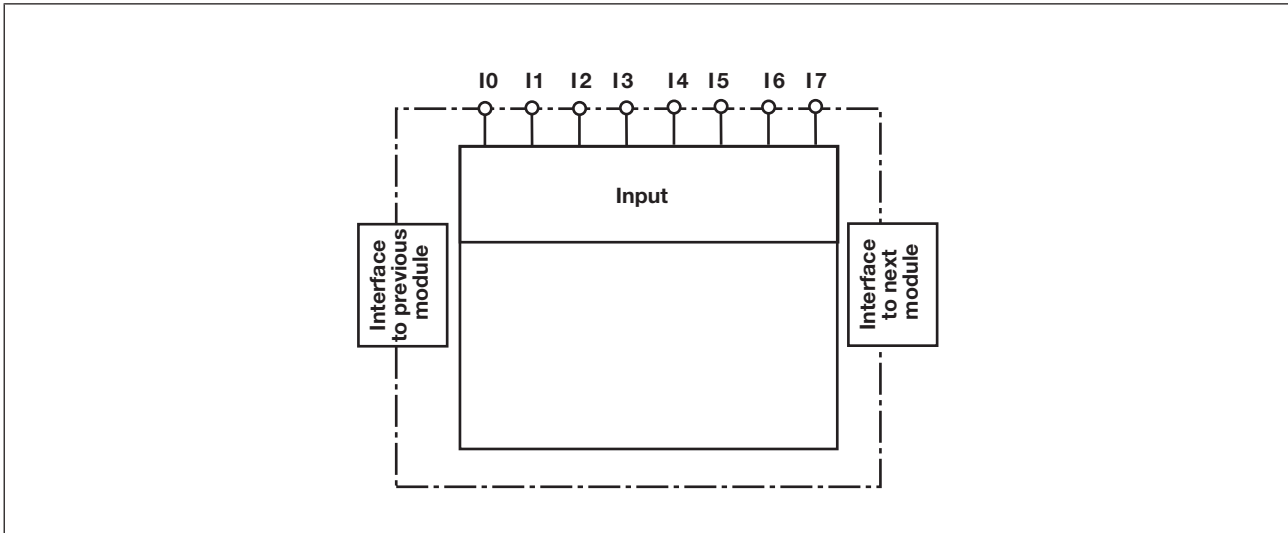 I0 I1 I2 I3 I4 I5 I6 I7
Input
Interface
to previous
module
Interface
to next
module